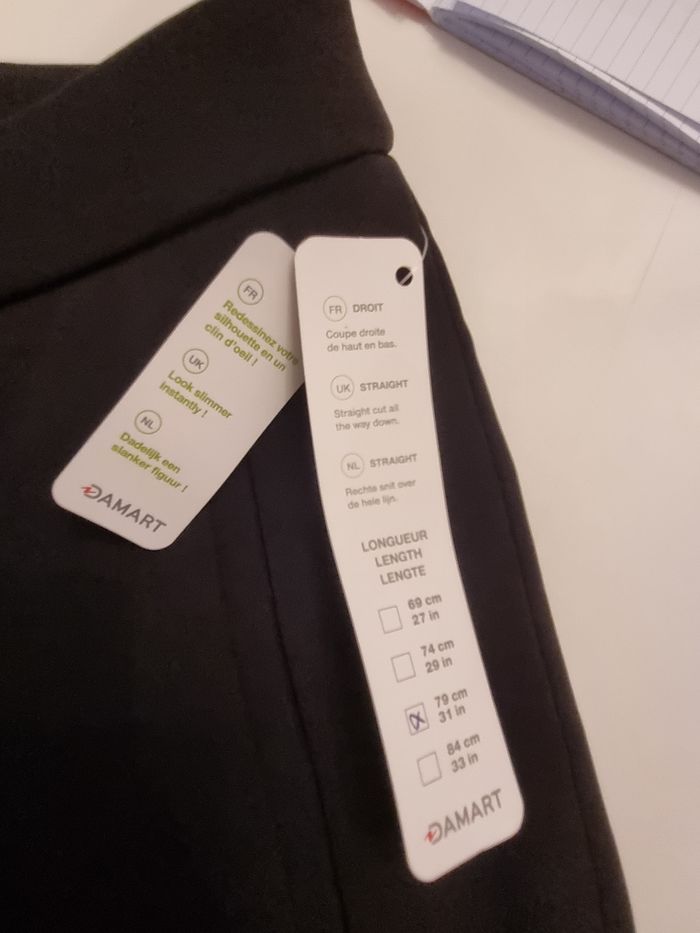 FR
Redessinez votre
silhouette en un
clin d'oeil !
UK
Look slimmer
instantly !
NL
Dadelijk een
slanker figuur !
DAMART
FR DROIT
Coupe droite
de haut en bas.
UK STRAIGHT
Straight cut all
the way down.
NL STRAIGHT
Rechte snit over
de hele lijn.
LONGUEUR
LENGTH
LENGTE
69 cm
27 in
74 cm
29 in
79 cm
31 in
84 cm
33 in
DAMART